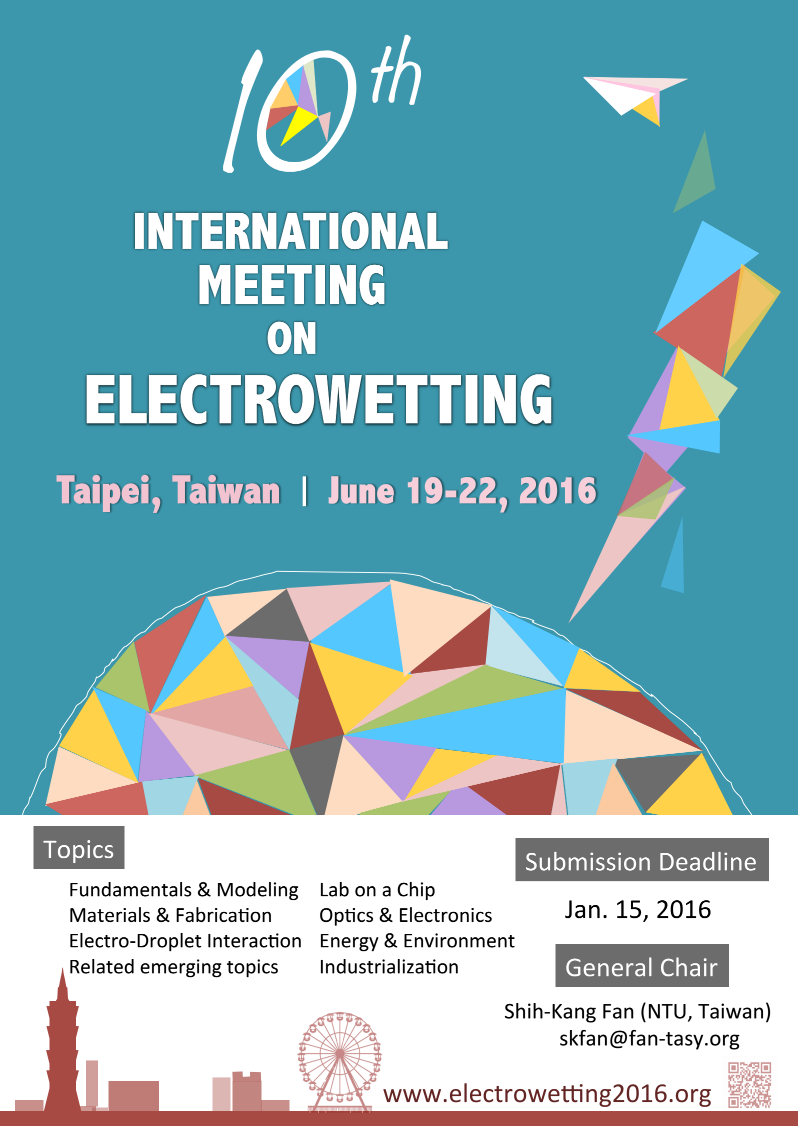 10th
INTERNATIONAL
MEETING
ON
ELECTROWETTING
Taipei, Taiwan | June 19-22, 2016
Topics
Fundamentals & Modeling
Materials & Fabrication
Electro-Droplet Interaction
Related emerging topics
Lab on a Chip
Optics & Electronics
Energy & Environment
Industrialization
Submission Deadline
Jan. 15, 2016
General Chair
Shih-Kang Fan (NTU, Taiwan)
skfan@fan-tasy.org
www.electrowetting2016.org